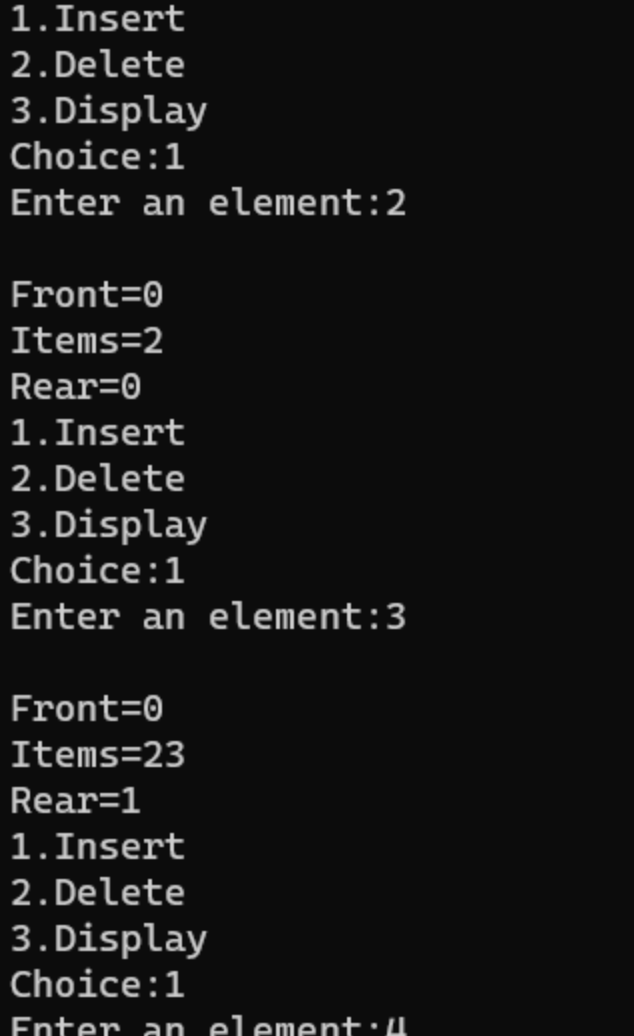 1.Insert
2.Delete
3.Display
Choice:1
Enter an element:2
Front=0
Items=2
Rear=0
1.Insert
2.Delete
3.Display
Choice:1
Enter an element:3
Front=0
Items=23
Rear=1
1.Insert
2.Delete
3.Display
Choice:1
Enter an element:4